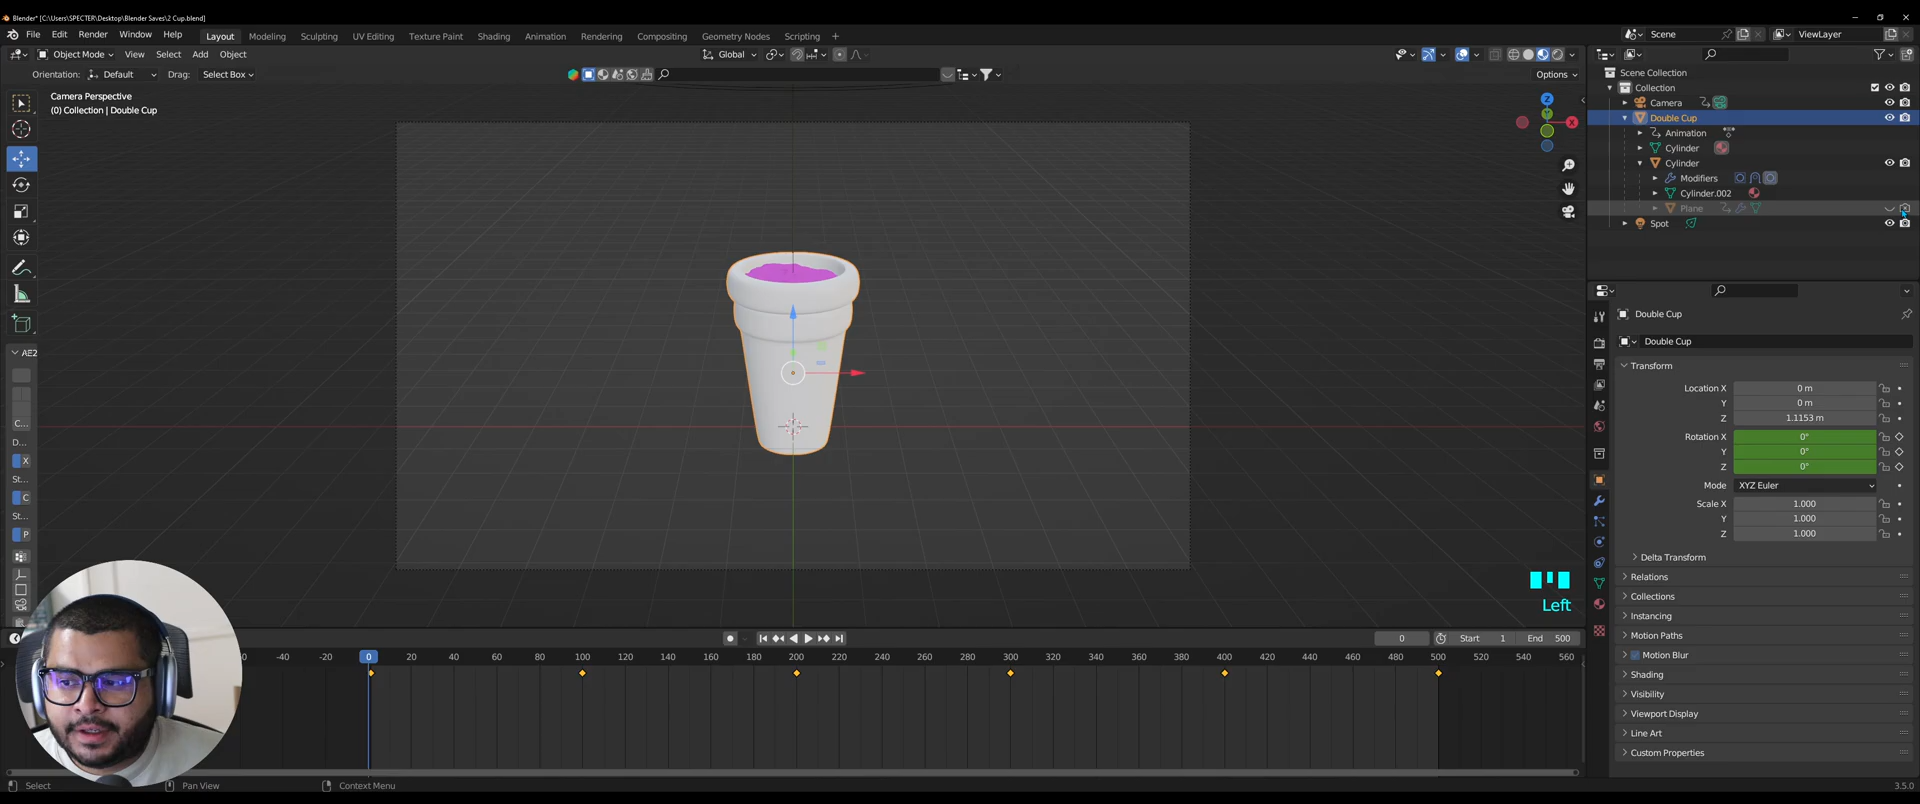 Blender* [C:\Users\SPECTER\Desktop\Blender Saves\2 Cup.blend]
File Edit Render Window Help Layout Modeling Sculpting UV Editing Texture Paint Shading Animation Rendering Compositing Geometry Nodes Scripting + Scene ViewLayer
Object Mode View Select Add Object Global
Orientation: Default Drag: Select Box Options
Camera Perspective
(0) Collection | Double Cup
Z
Y
X
AE2
C...
D...
X
St...
C
St...
P
Left
Scene Collection
Collection
Camera
Double Cup
Animation
Cylinder
Cylinder
Modifiers
Cylinder.002
Plane
Spot
Double Cup
Double Cup
Transform
Location X 0 m
Y 0 m
Z 1.1153 m
Rotation X 0°
Y 0°
Z 0°
Mode XYZ Euler
Scale X 1.000
Y 1.000
Z 1.000
Delta Transform
Relations
Collections
Instancing
Motion Paths
Motion Blur
Shading
Visibility
Viewport Display
Line Art
Custom Properties
0 Start 1 End 500
-40 -20 0 20 40 60 80 100 120 140 160 180 200 220 240 260 280 300 320 340 360 380 400 420 440 460 480 500 520 540 560
Select Pan View Context Menu 3.5.0